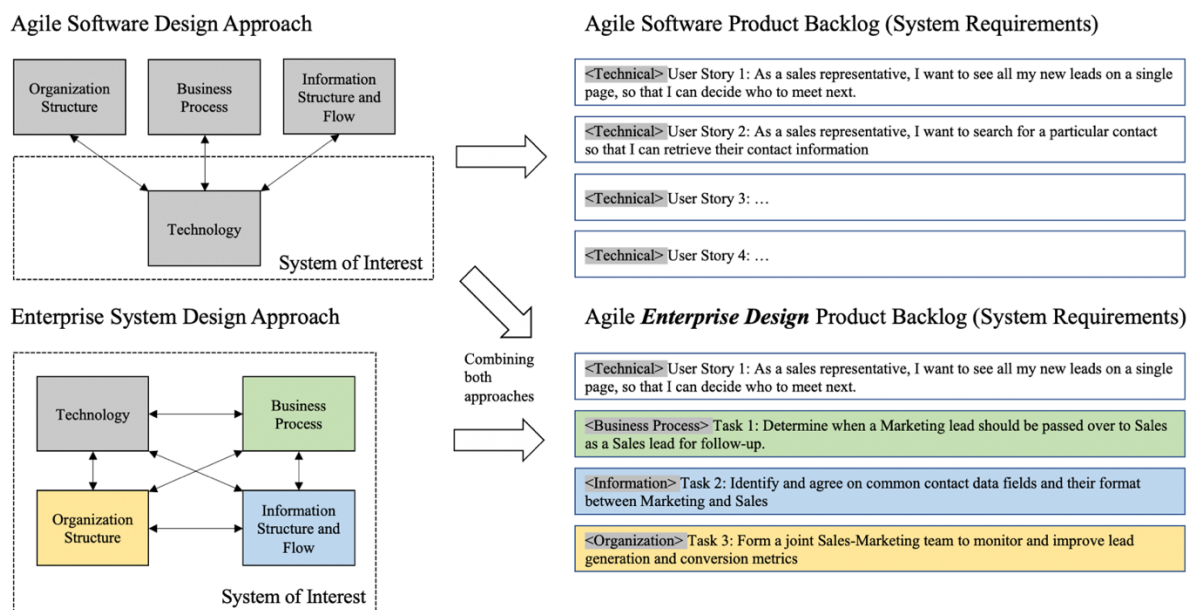 Agile Software Design Approach
Organization
Structure
Business
Process
Information
Structure and
Flow
Technology
System of Interest
Agile Software Product Backlog (System Requirements)
<Technical> User Story 1: As a sales representative, I want to see all my new leads on a single
page, so that I can decide who to meet next.
<Technical> User Story 2: As a sales representative, I want to search for a particular contact
so that I can retrieve their contact information
<Technical> User Story 3: …
<Technical> User Story 4: …
Enterprise System Design Approach
Technology
Business
Process
Organization
Structure
Information
Structure and
Flow
System of Interest
Combining
both
approaches
Agile Enterprise Design Product Backlog (System Requirements)
<Technical> User Story 1: As a sales representative, I want to see all my new leads on a single
page, so that I can decide who to meet next.
<Business Process> Task 1: Determine when a Marketing lead should be passed over to Sales
as a Sales lead for follow-up.
<Information> Task 2: Identify and agree on common contact data fields and their format
between Marketing and Sales
<Organization> Task 3: Form a joint Sales-Marketing team to monitor and improve lead
generation and conversion metrics